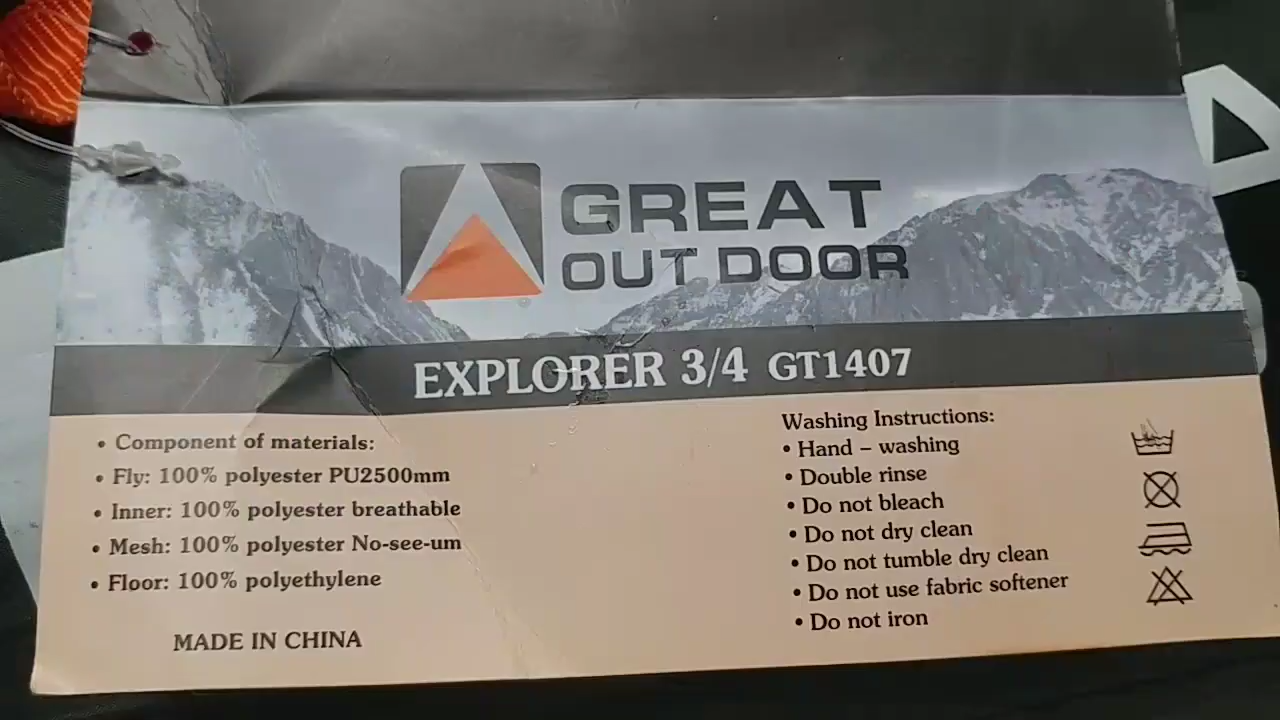 GREAT
OUT DOOR
EXPLORER 3/4 GT1407
• Component of materials:
• Fly: 100% polyester PU2500mm
• Inner: 100% polyester breathable
• Mesh: 100% polyester No-see-um
• Floor: 100% polyethylene
MADE IN CHINA
Washing Instructions:
• Hand – washing
• Double rinse
• Do not bleach
• Do not dry clean
• Do not tumble dry clean
• Do not use fabric softener
• Do not iron